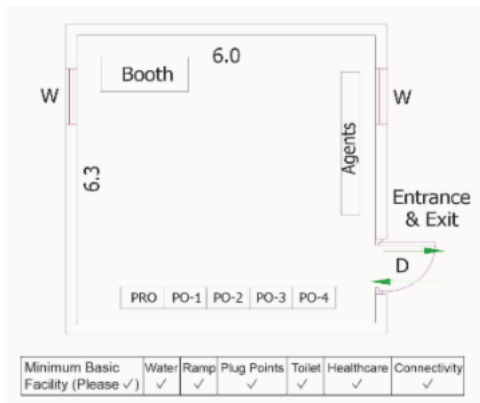 6.0
Booth
W
W
Agents
6.3
Entrance
& Exit
D
PRO PO-1 PO-2 PO-3 PO-4
Minimum Basic Facility (Please ✓) Water Ramp Plug Points Toilet Healthcare Connectivity
✓ ✓ ✓ ✓ ✓ ✓